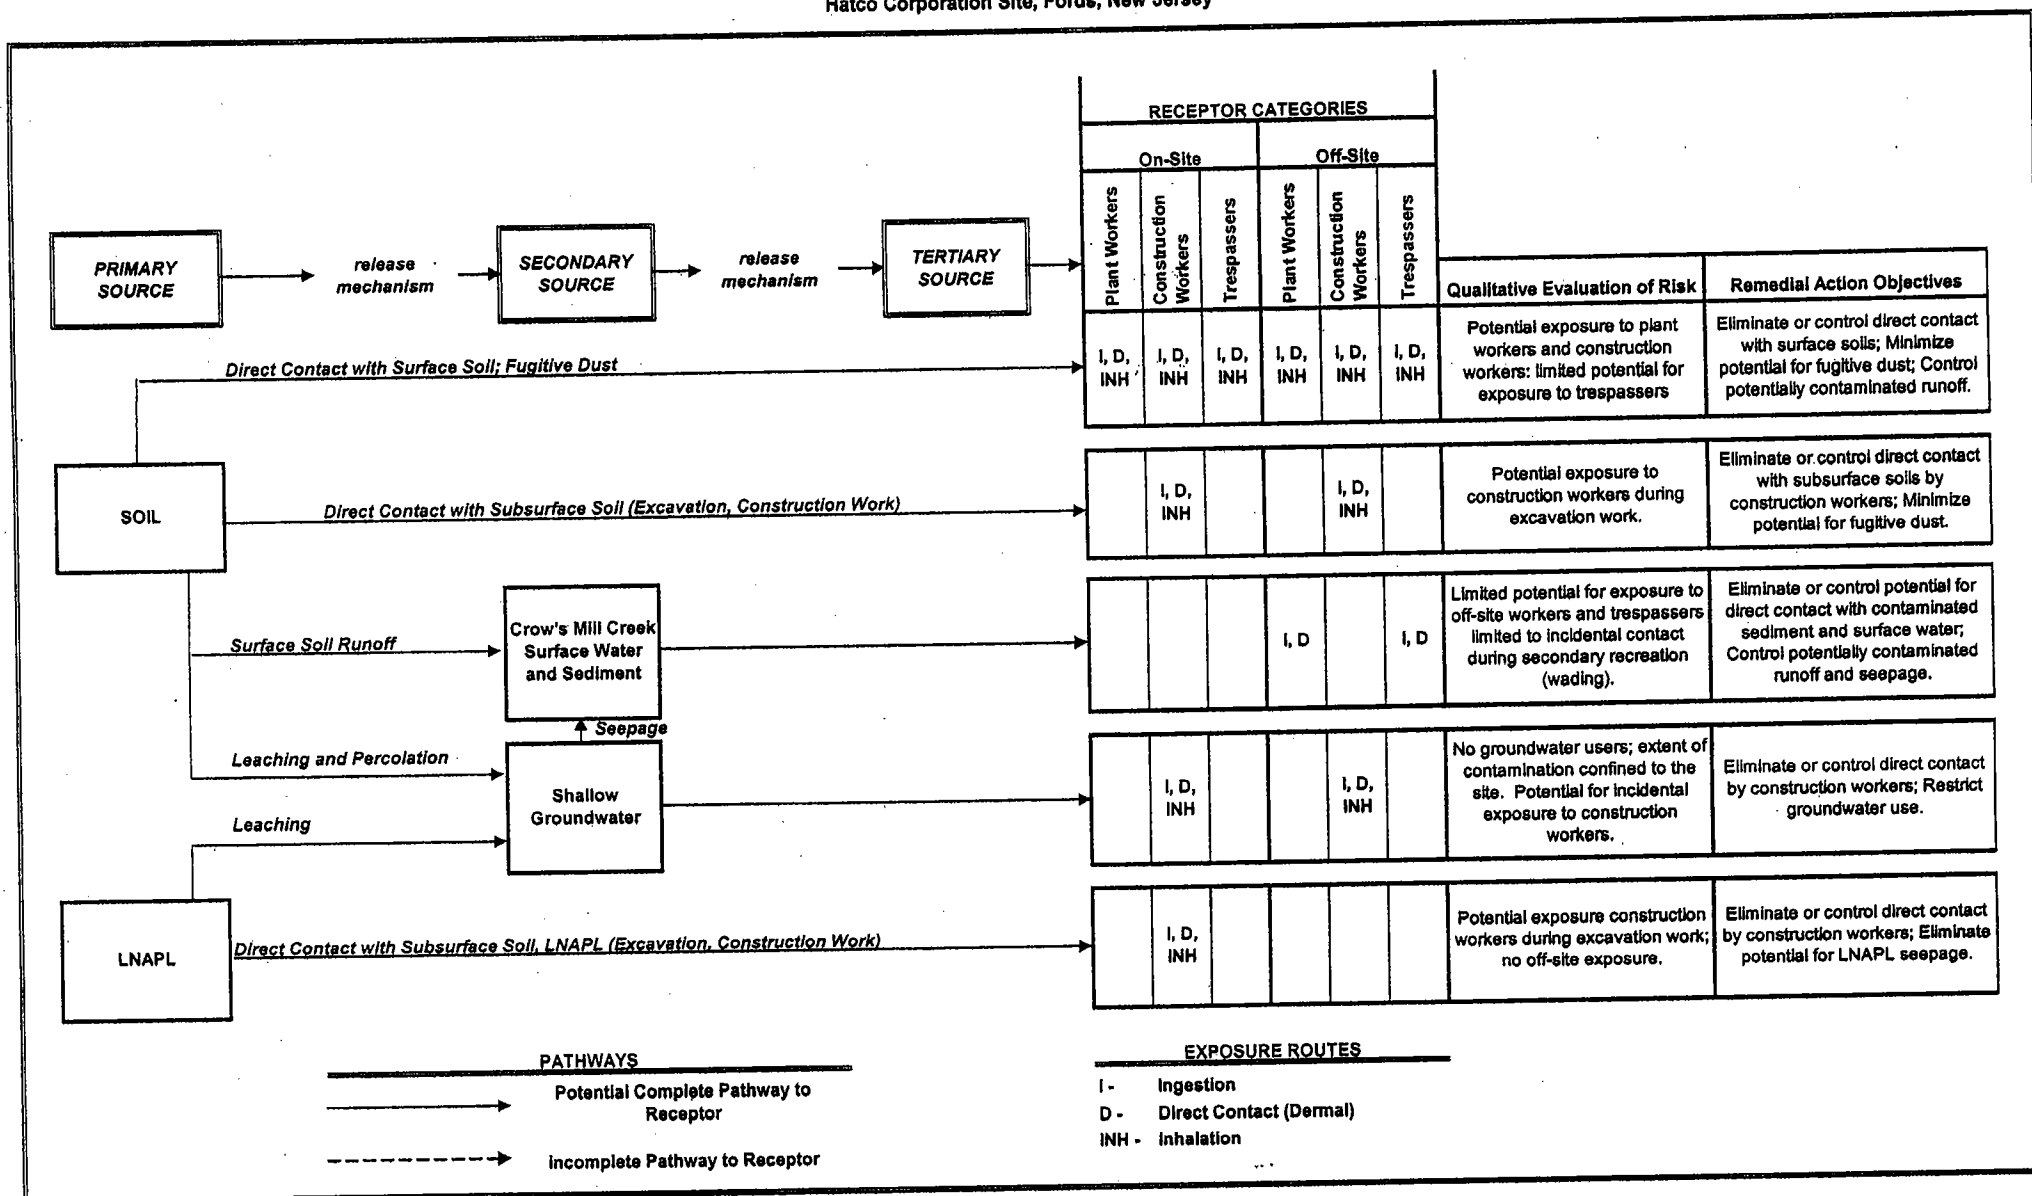 Hatco Corporation Site, Fords, New Jersey
RECEPTOR CATEGORIES
On-Site
Off-Site
Plant Workers
Construction
Workers
Trespassers
Plant Workers
Construction
Workers
Trespassers
PRIMARY
SOURCE
release
mechanism
SECONDARY
SOURCE
release
mechanism
TERTIARY
SOURCE
Qualitative Evaluation of Risk
Remedial Action Objectives
Direct Contact with Surface Soil; Fugitive Dust
I, D,
INH
I, D,
INH
I, D,
INH
I, D,
INH
I, D,
INH
I, D,
INH
Potential exposure to plant
workers and construction
workers: limited potential for
exposure to trespassers
Eliminate or control direct contact
with surface soils; Minimize
potential for fugitive dust; Control
potentially contaminated runoff.
SOIL
Direct Contact with Subsurface Soil (Excavation, Construction Work)
I, D,
INH
I, D,
INH
Potential exposure to
construction workers during
excavation work.
Eliminate or control direct contact
with subsurface soils by
construction workers; Minimize
potential for fugitive dust.
Surface Soil Runoff
Crow's Mill Creek
Surface Water
and Sediment
I, D
I, D
Limited potential for exposure to
off-site workers and trespassers
limited to incidental contact
during secondary recreation
(wading).
Eliminate or control potential for
direct contact with contaminated
sediment and surface water;
Control potentially contaminated
runoff and seepage.
Seepage
Leaching and Percolation
Leaching
Shallow
Groundwater
I, D,
INH
I, D,
INH
No groundwater users; extent of
contamination confined to the
site. Potential for incidental
exposure to construction
workers.
Eliminate or control direct contact
by construction workers; Restrict
groundwater use.
LNAPL
Direct Contact with Subsurface Soil, LNAPL (Excavation, Construction Work)
I, D,
INH
Potential exposure construction
workers during excavation work;
no off-site exposure.
Eliminate or control direct contact
by construction workers; Eliminate
potential for LNAPL seepage.
PATHWAYS
Potential Complete Pathway to
Receptor
Incomplete Pathway to Receptor
EXPOSURE ROUTES
I - Ingestion
D - Direct Contact (Dermal)
INH - Inhalation